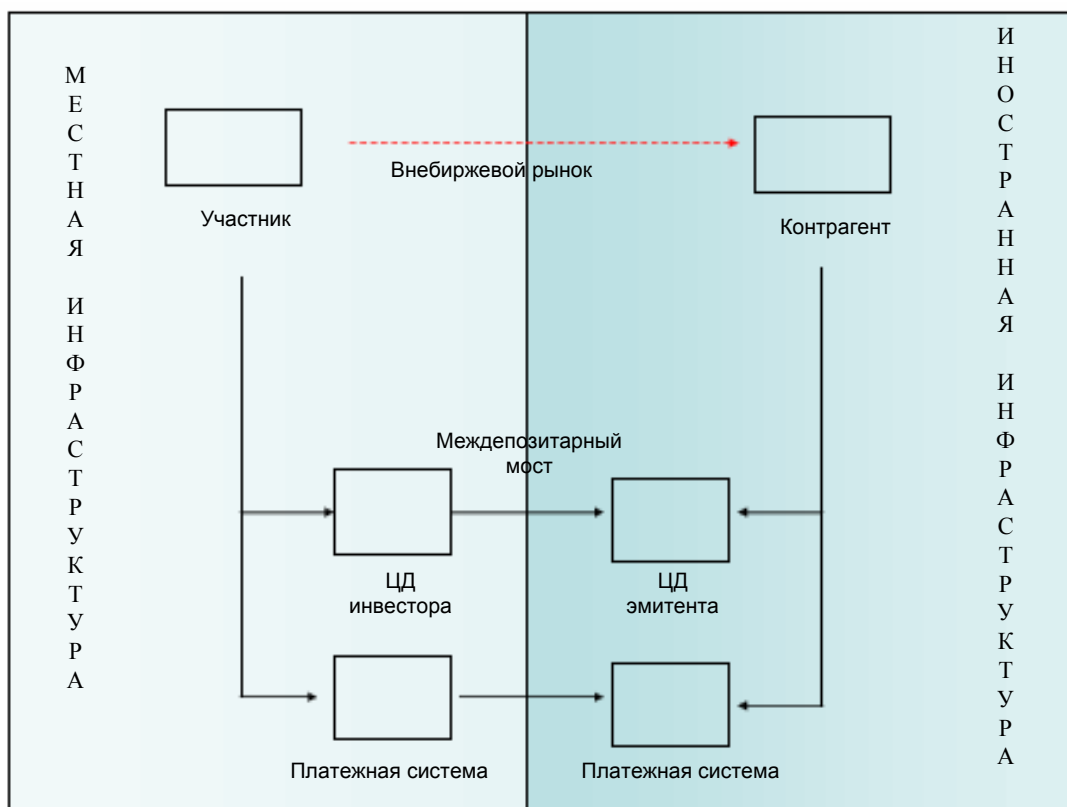 МЕСТНАЯ ИНФРАСТРУКТУРА
ИНОСТРАННАЯ ИНФРАСТРУКТУРА
Внебиржевой рынок
Участник
Контрагент
Междепозитарный
мост
ЦД
инвестора
ЦД
эмитента
Платежная система
Платежная система